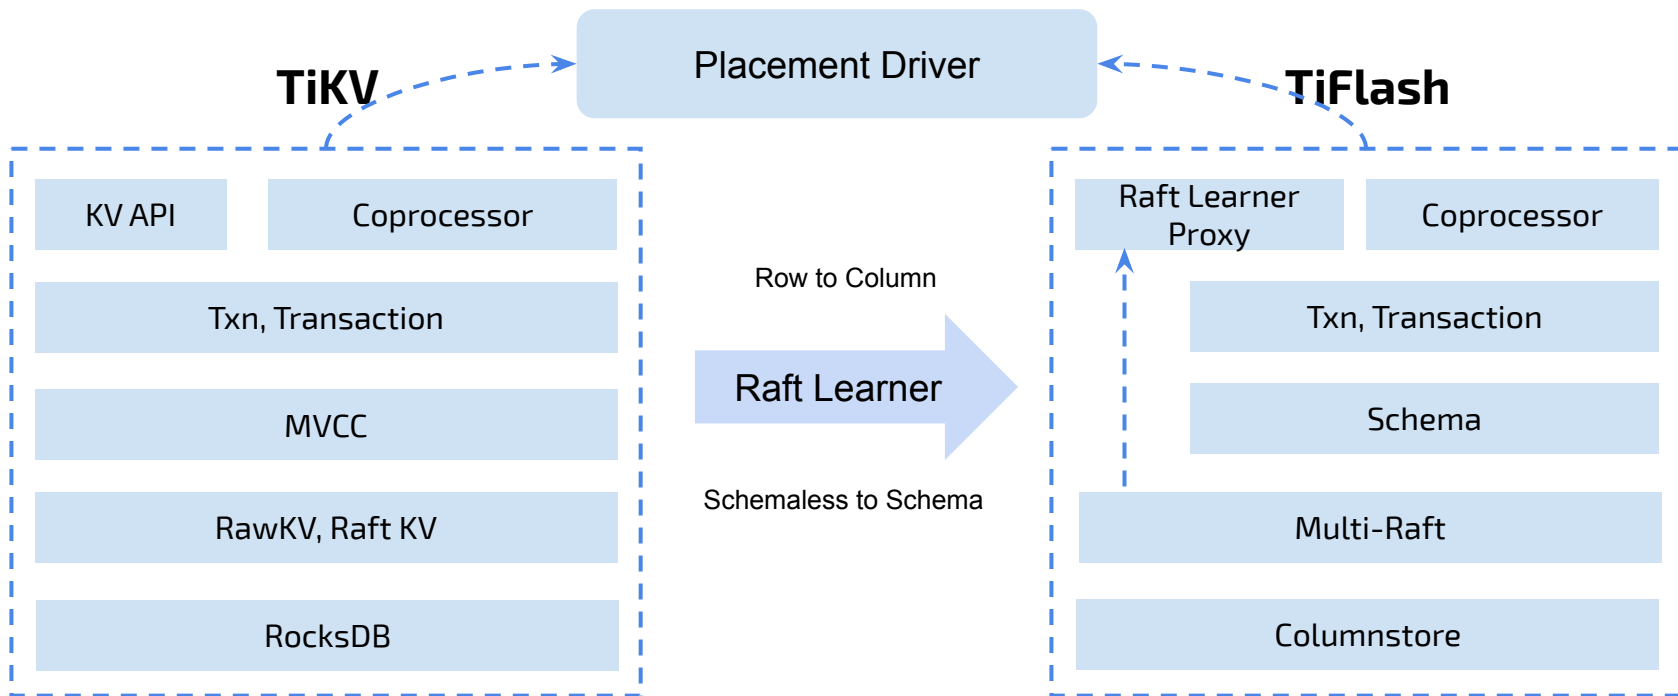 Placement Driver
TiKV
TiFlash
KV API
Coprocessor
Txn, Transaction
MVCC
RawKV, Raft KV
RocksDB
Row to Column
Raft Learner
Schemaless to Schema
Raft Learner
Proxy
Coprocessor
Txn, Transaction
Schema
Multi-Raft
Columnstore